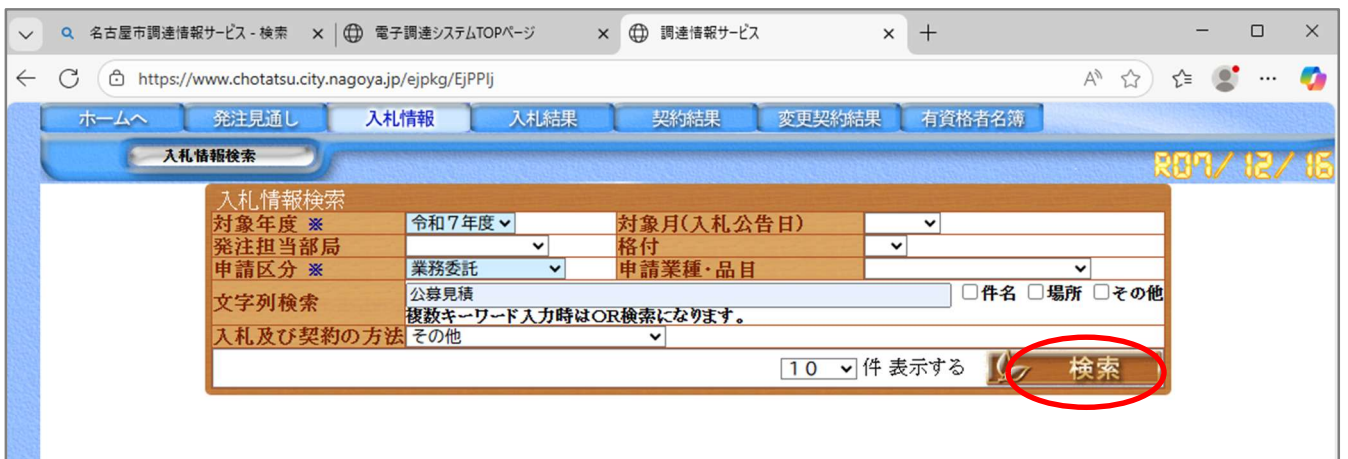 名古屋市調達情報サービス - 検索
電子調達システムTOPページ
調達情報サービス
https://www.chotatsu.city.nagoya.jp/ejpkg/EjPPIj
ホームへ 発注見通し 入札情報 入札結果 契約結果 変更契約結果 有資格者名簿
入札情報検索
R07/12/16
入札情報検索
対象年度 ※ 令和7年度 対象月(入札公告日)
発注担当部局 格付
申請区分 ※ 業務委託 申請業種・品目
文字列検索 公募見積 件名 場所 その他
複数キーワード入力時はOR検索になります。
入札及び契約の方法 その他
10 件 表示する 検索